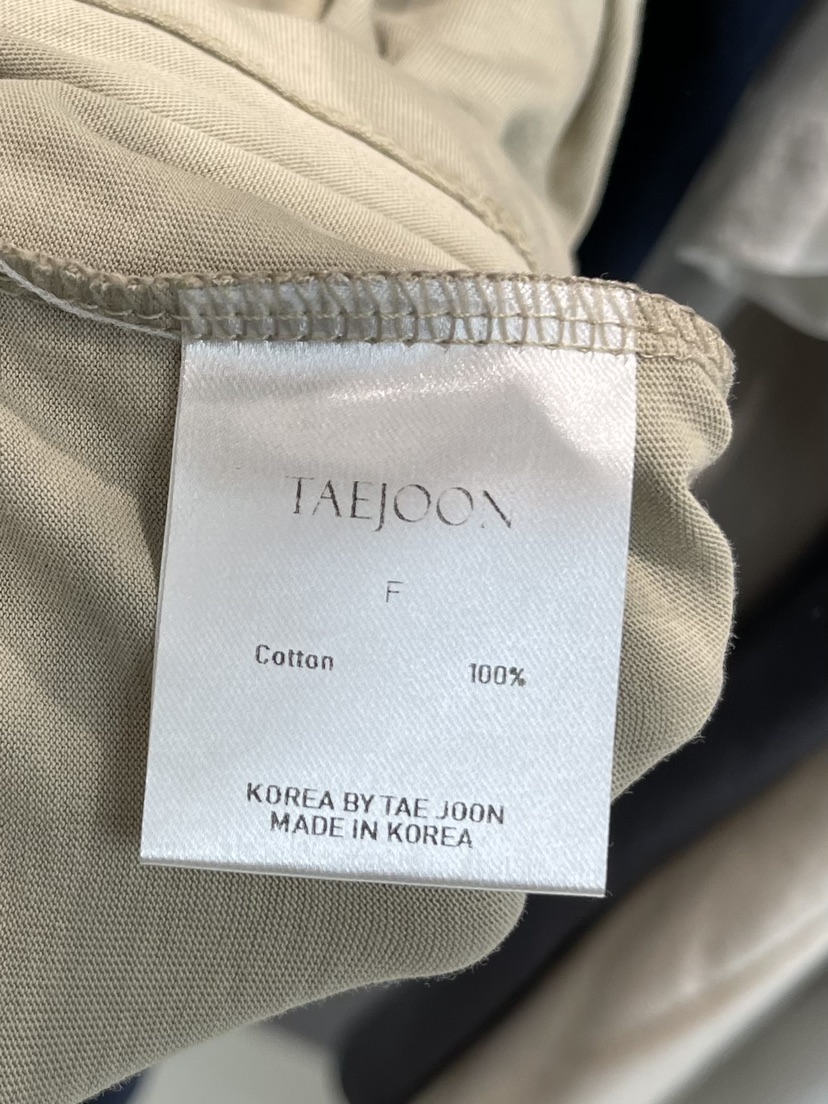 TAEJOON
F
Cotton 100%
KOREA BY TAE JOON
MADE IN KOREA